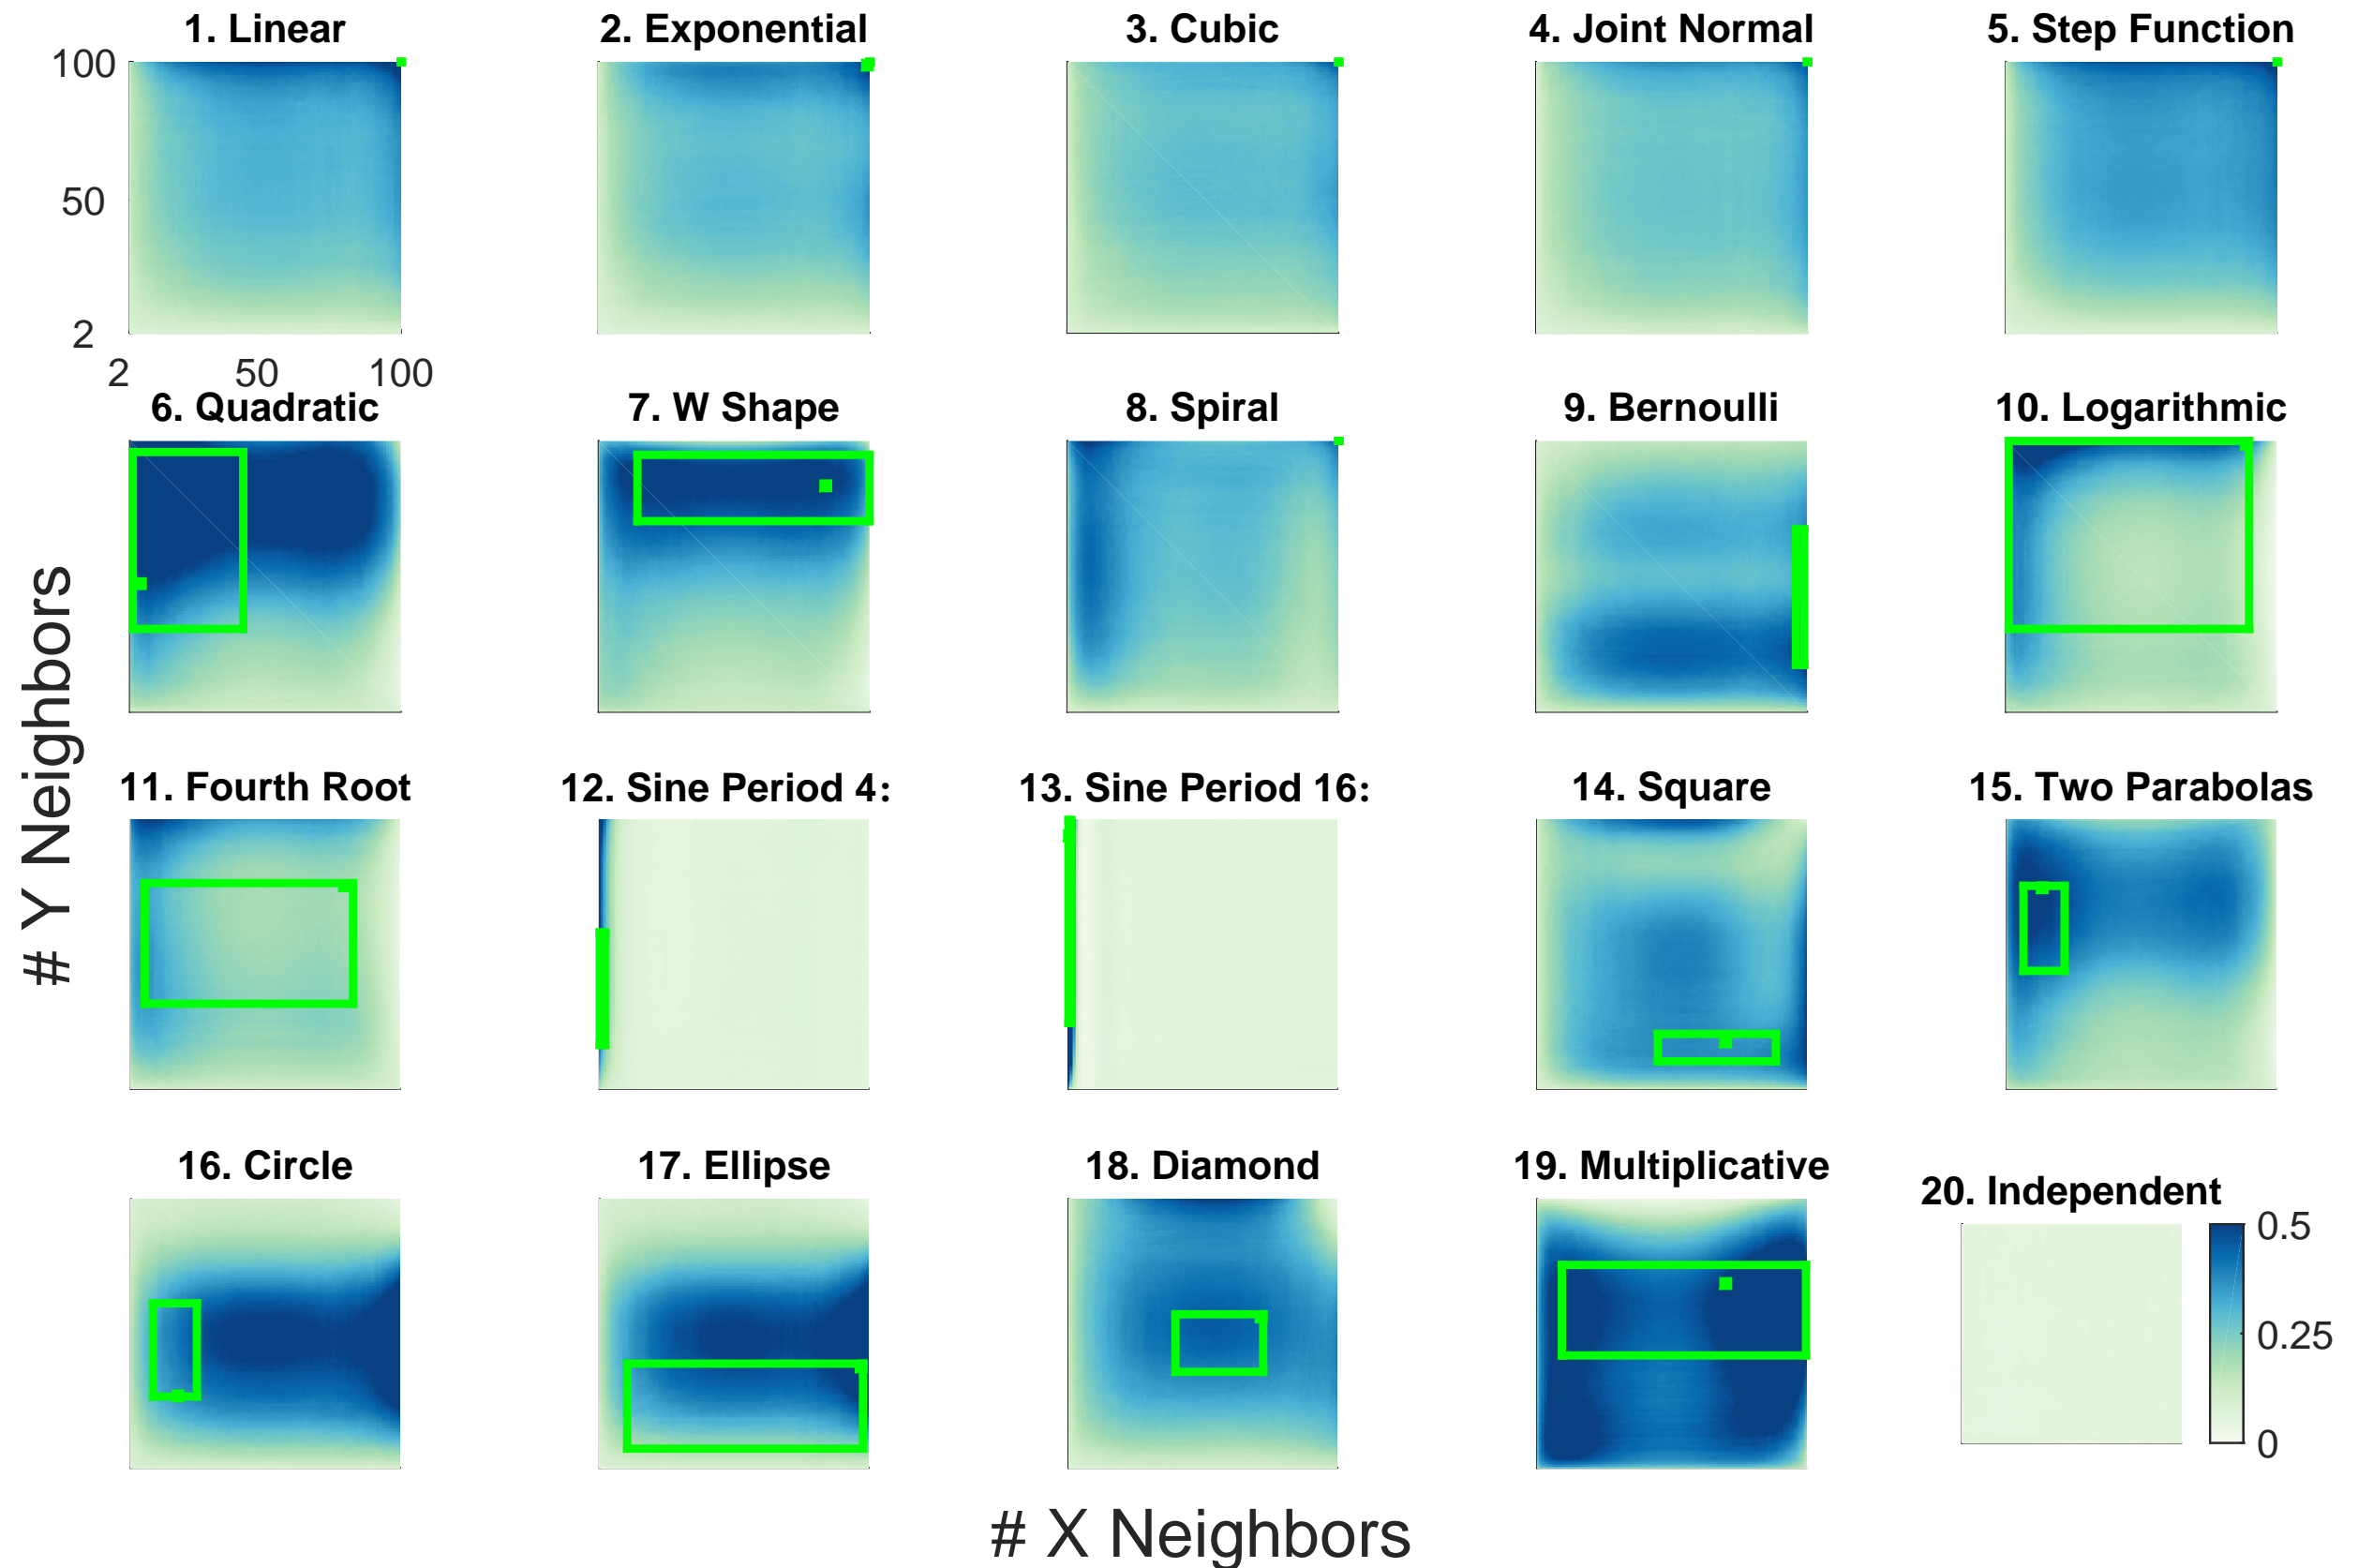 1. Linear
2. Exponential
3. Cubic
4. Joint Normal
5. Step Function
100
50
2
2
50
100
6. Quadratic
7. W Shape
8. Spiral
9. Bernoulli
10. Logarithmic
# Y Neighbors
11. Fourth Root
12. Sine Period 4:
13. Sine Period 16:
14. Square
15. Two Parabolas
16. Circle
17. Ellipse
18. Diamond
19. Multiplicative
20. Independent
0.5
0.25
0
# X Neighbors